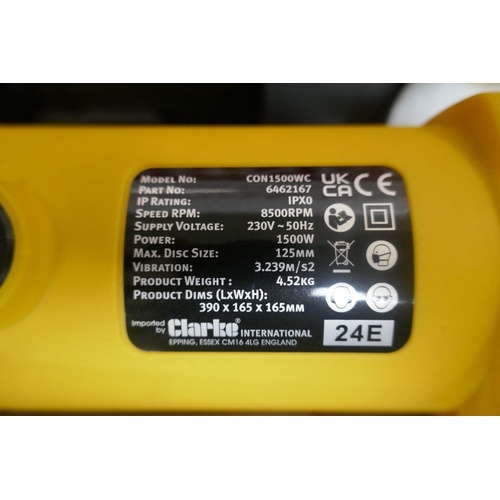 MODEL NO: CON1500WC
PART NO: 6462167
IP RATING: IPX0
SPEED RPM: 8500RPM
SUPPLY VOLTAGE: 230V ~ 50Hz
POWER: 1500W
MAX. DISC SIZE: 125MM
VIBRATION: 3.239M/S2
PRODUCT WEIGHT: 4.52KG
PRODUCT DIMS (LXWXH):
390 X 165 X 165MM
UK
CA CE
Imported
by Clarke® INTERNATIONAL
EPPING, ESSEX CM16 4LG ENGLAND
24E